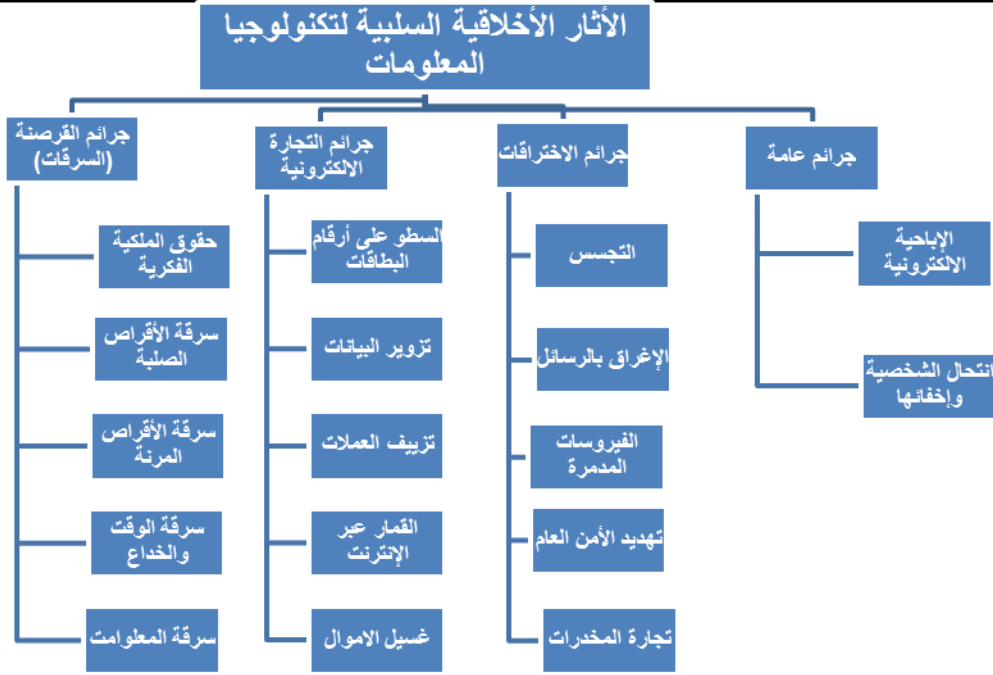 الأثار الأخلاقية السلبية لتكنولوجيا
المعلومات
جرائم عامة
الإباحية
الالكترونية
انتحال الشخصية
وإخفائها
جرائم الاختراقات
التجسس
الإغراق بالرسائل
الفيروسات
المدمرة
تهديد الأمن العام
تجارة المخدرات
جرائم التجارة
الالكترونية
السطو على أرقام
البطاقات
تزوير البيانات
تزييف العملات
القمار عبر
الإنترنت
غسيل الاموال
جرائم القرصنة
(السرقات)
حقوق الملكية
الفكرية
سرقة الأقراص
الصلبة
سرقة الأقراص
المرنة
سرقة الوقت
والخداع
سرقة المعلوامت